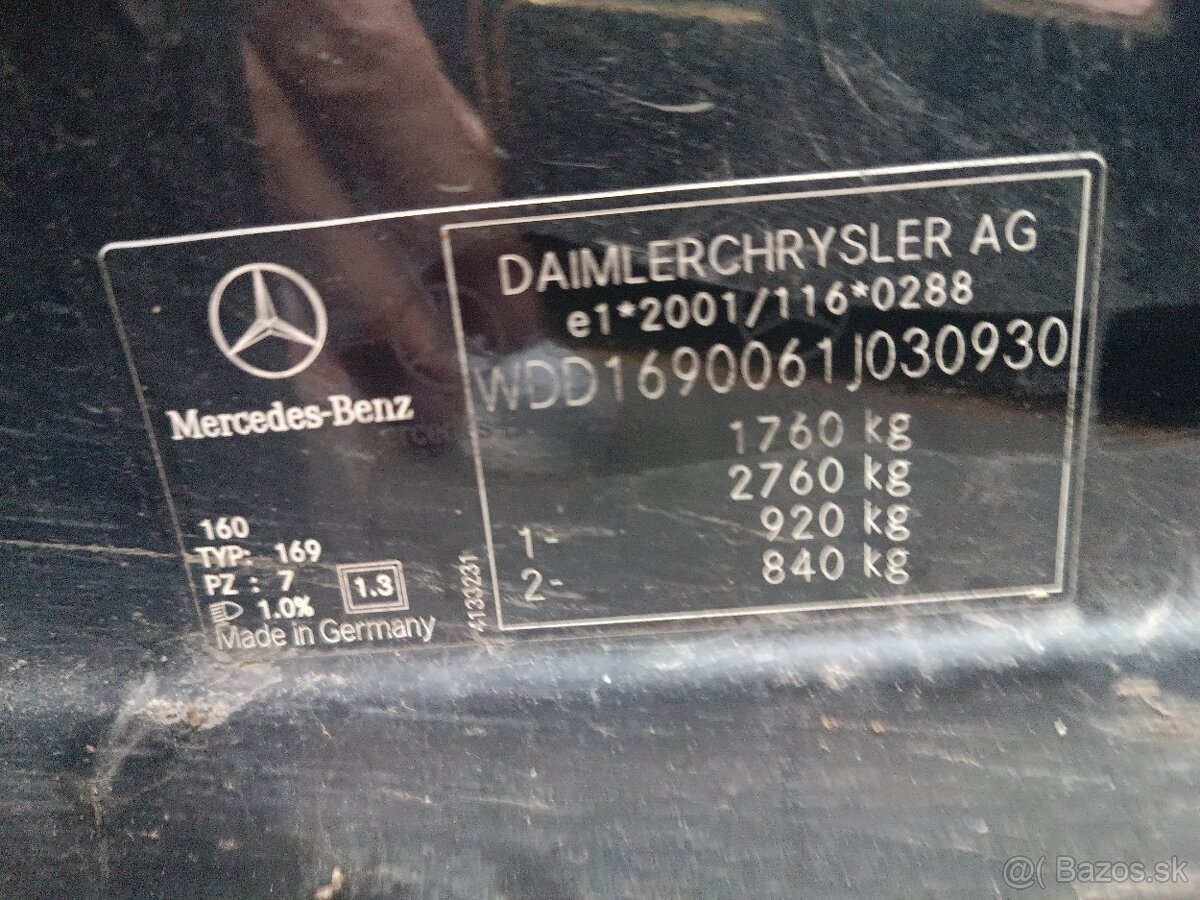 Mercedes-Benz
160
TYP: 169
PZ : 7
1.0%
1.3
Made in Germany
4133231
DAIMLERCHRYSLER AG
e1*2001/116*0288
WDD1690061J030930
1760 kg
2760 kg
1- 920 kg
2- 840 kg
@( Bazos.sk